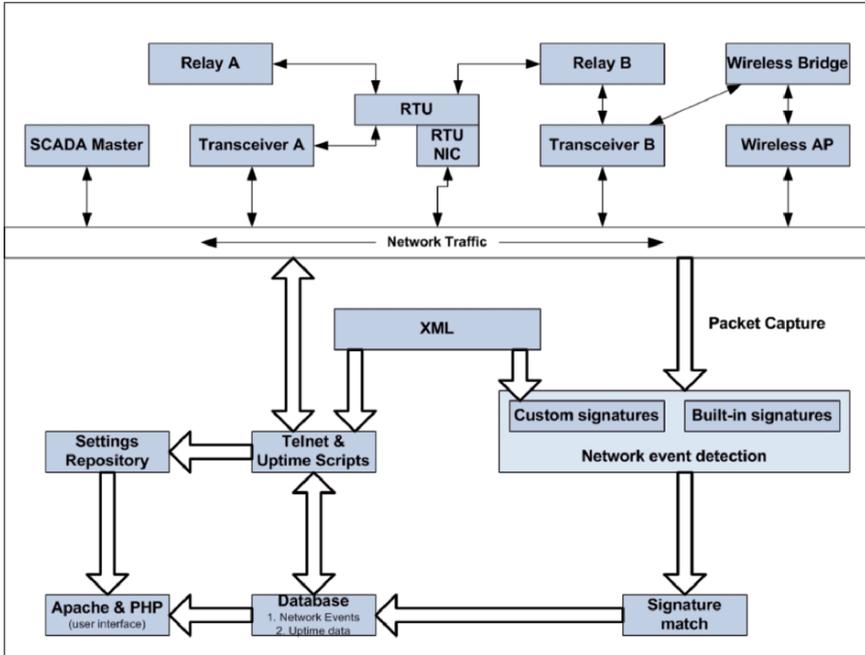 Relay A
Relay B
Wireless Bridge
RTU
SCADA Master
Transceiver A
RTU
NIC
Transceiver B
Wireless AP
Network Traffic
XML
Packet Capture
Custom signatures
Built-in signatures
Network event detection
Settings
Repository
Telnet &
Uptime Scripts
Apache & PHP
(user interface)
Database
1. Network Events
2. Uptime data
Signature
match